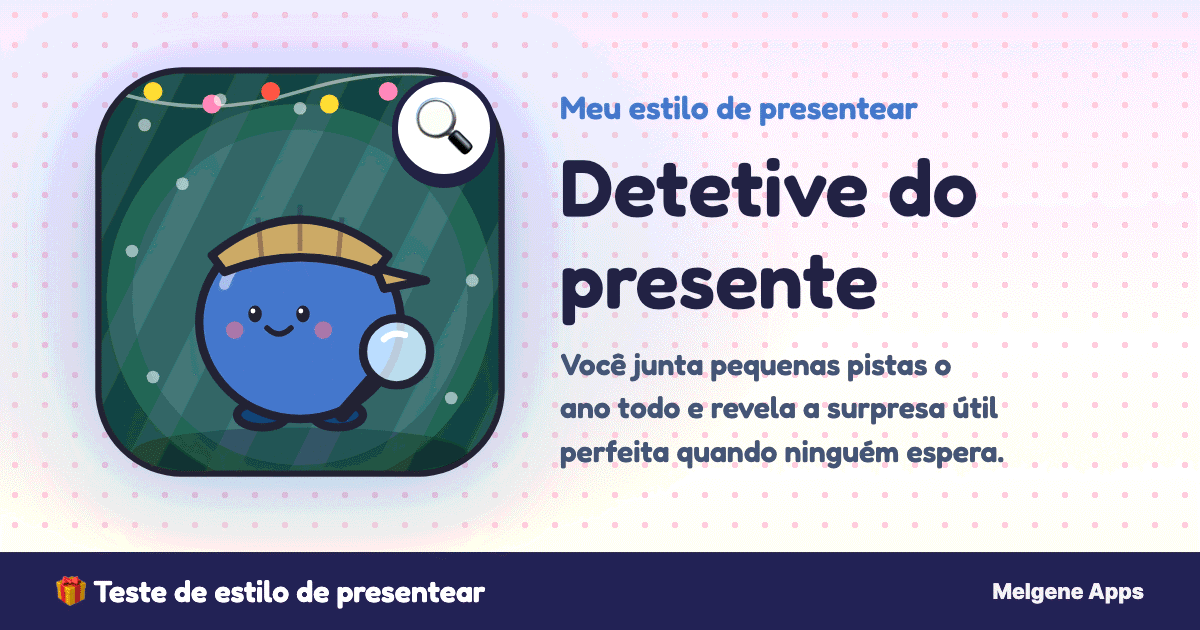 Meu estilo de presentear
Detetive do
presente
Você junta pequenas pistas o
ano todo e revela a surpresa útil
perfeita quando ninguém espera.
Teste de estilo de presentear
Melgene Apps